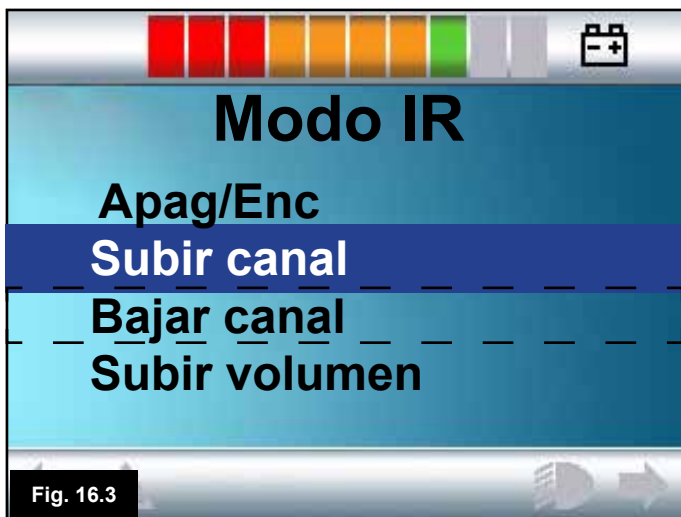 Modo IR
Apag/Enc
Subir canal
Bajar canal
Subir volumen
Fig. 16.3